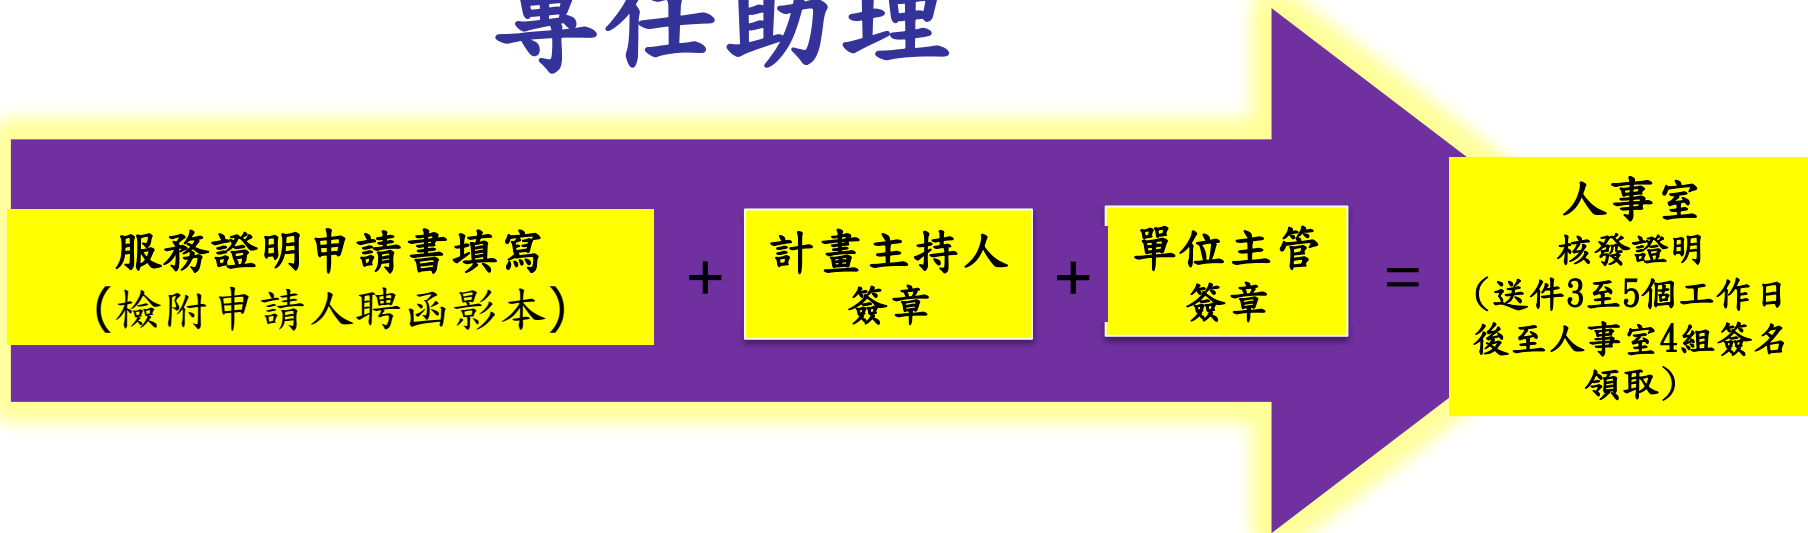 專任助理
服務證明申請書填寫
(檢附申請人聘函影本)
+
計畫主持人
簽章
+
單位主管
簽章
=
人事室
核發證明
(送件3至5個工作日
後至人事室4組簽名
領取)